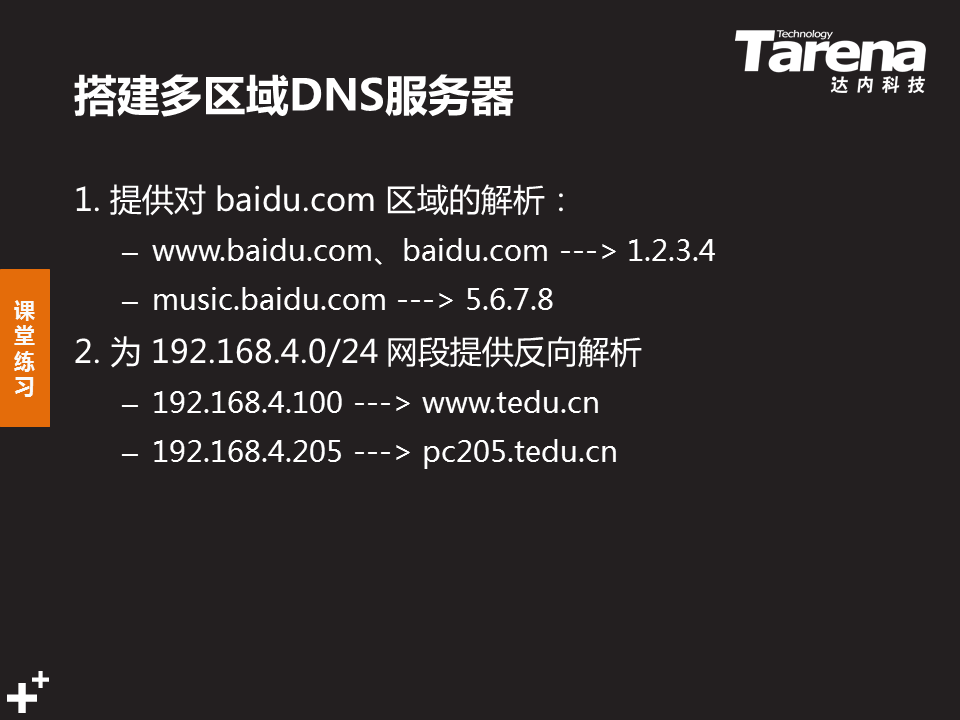 Technology
Tarena
达内科技
搭建多区域DNS服务器
1. 提供对 baidu.com 区域的解析：
– www.baidu.com、baidu.com ---> 1.2.3.4
– music.baidu.com ---> 5.6.7.8
课堂练习
2. 为 192.168.4.0/24 网段提供反向解析
– 192.168.4.100 ---> www.tedu.cn
– 192.168.4.205 ---> pc205.tedu.cn